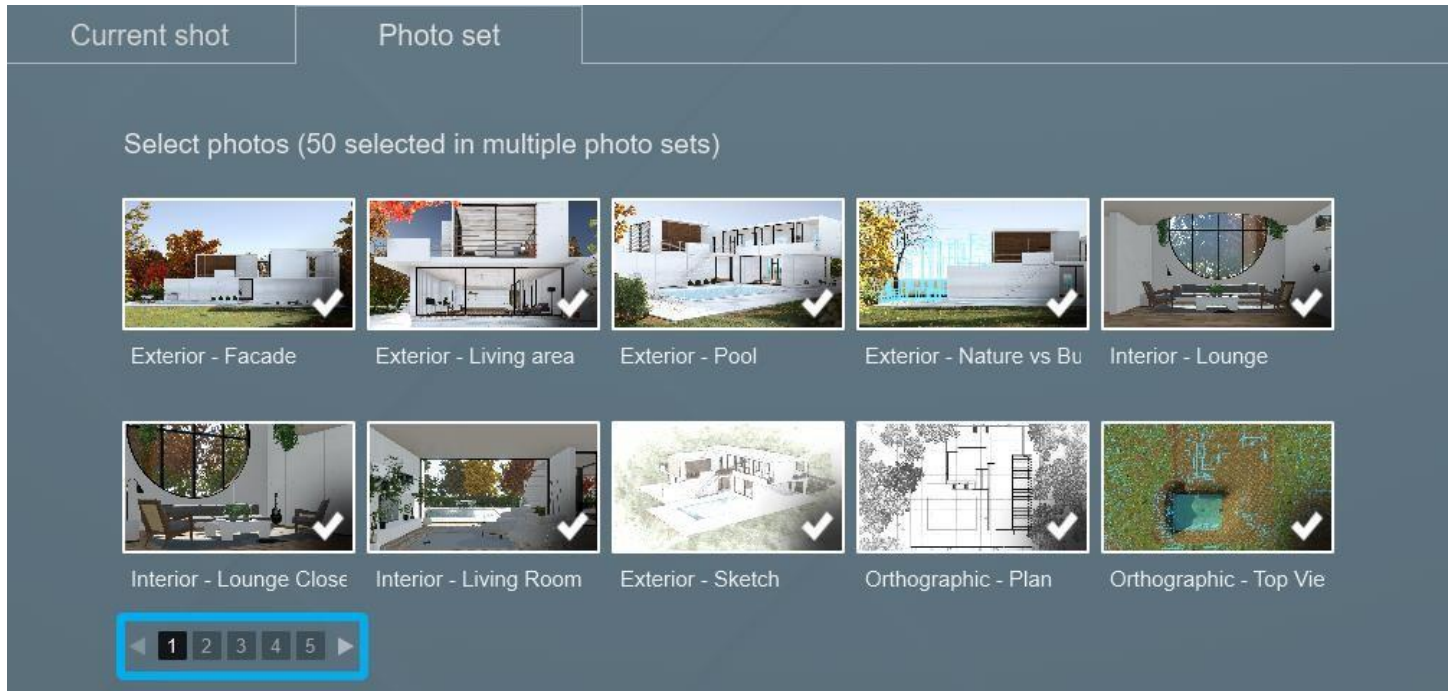 Current shot Photo set
Select photos (50 selected in multiple photo sets)
Exterior - Facade Exterior - Living area Exterior - Pool Exterior - Nature vs Bu Interior - Lounge
Interior - Lounge Close Interior - Living Room Exterior - Sketch Orthographic - Plan Orthographic - Top Vie
1 2 3 4 5